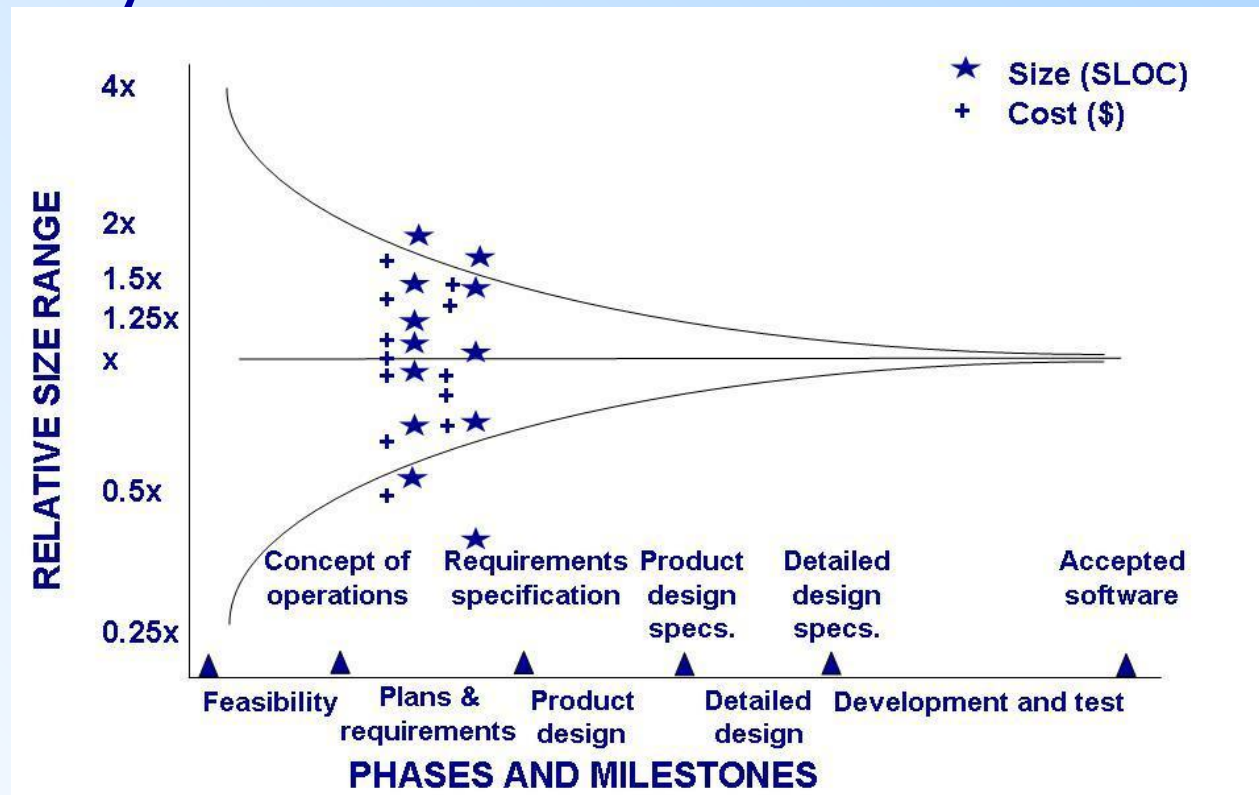 Size (SLOC)
Cost ($)
4x
2x
1.5x
1.25x
x
0.5x
0.25x
RELATIVE SIZE RANGE
Concept of
operations
Requirements
specification
Product
design
specs.
Detailed
design
specs.
Accepted
software
Feasibility
Plans &
requirements
Product
design
Detailed
design
Development and test
PHASES AND MILESTONES